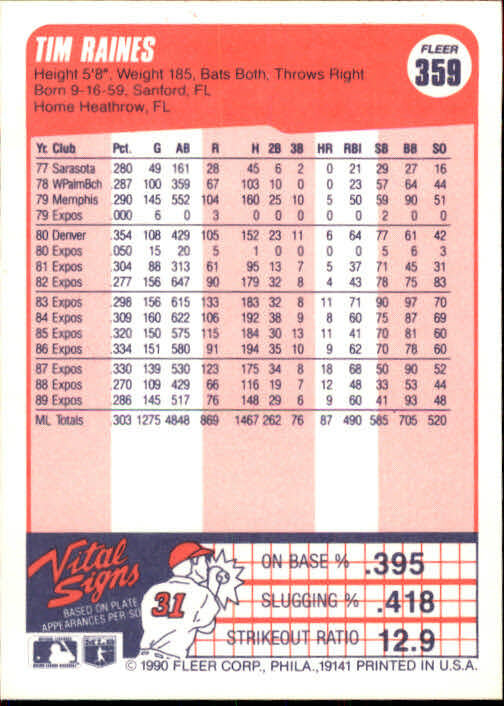 TIM RAINES
FLEER
359
Height 5'8", Weight 185, Bats Both, Throws Right
Born 9-16-59, Sanford, FL
Home Heathrow, FL
Yr. Club Pct. G AB R H 2B 3B HR RBI SB BB SO
77 Sarasota .280 49 161 28 45 6 2 0 21 29 27 16
78 WPalmBch .287 100 359 67 103 10 0 0 23 57 64 44
79 Memphis .290 145 552 104 160 25 10 5 50 59 90 51
79 Expos .000 6 0 3 0 0 0 0 0 2 0 0
80 Denver .354 108 429 105 152 23 11 6 64 77 61 42
80 Expos .050 15 20 5 1 0 0 0 0 5 6 3
81 Expos .304 88 313 61 95 13 7 5 37 71 45 31
82 Expos .277 156 647 90 179 32 8 4 43 78 75 83
83 Expos .298 156 615 133 183 32 8 11 71 90 97 70
84 Expos .309 160 622 106 192 38 9 8 60 75 87 69
85 Expos .320 150 575 115 184 30 13 11 41 70 81 60
86 Expos .334 151 580 91 194 35 10 9 62 70 78 60
87 Expos .330 139 530 123 175 34 8 18 68 50 90 52
88 Expos .270 109 429 66 116 19 7 12 48 33 53 44
89 Expos .286 145 517 76 148 29 6 9 60 41 93 48
ML Totals .303 1275 4848 869 1467 262 76 87 490 585 705 520
Vital Signs
BASED ON PLATE
APPEARANCES PER SO
31
ON BASE % .395
SLUGGING % .418
STRIKEOUT RATIO 12.9
© 1990 FLEER CORP., PHILA., 19141 PRINTED IN U.S.A.